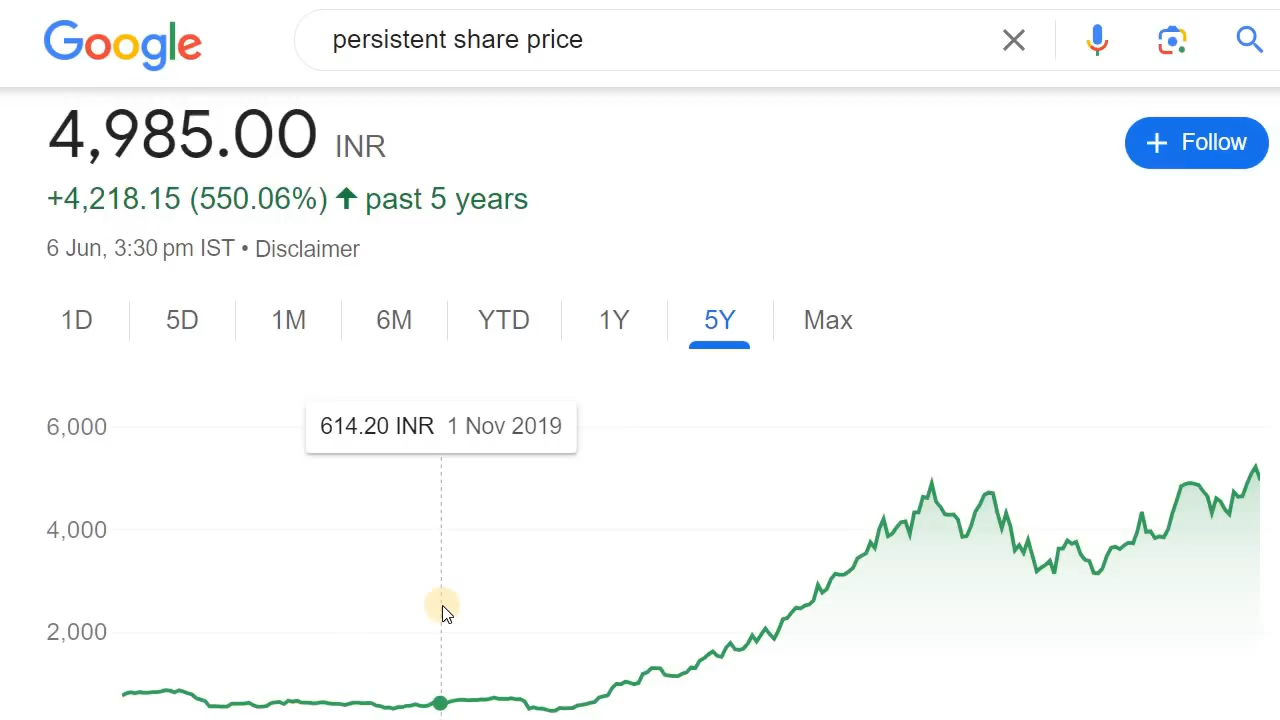 Google
persistent share price
4,985.00 INR
+ Follow
+4,218.15 (550.06%) ↑ past 5 years
6 Jun, 3:30 pm IST • Disclaimer
1D 5D 1M 6M YTD 1Y 5Y Max
614.20 INR 1 Nov 2019
6,000
4,000
2,000